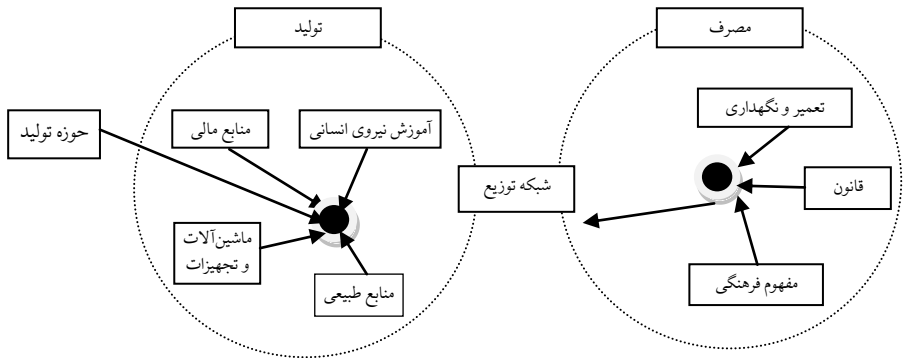 مصرف
تولید
تعمیر و نگهداری
قانون
مفهوم فرهنگی
شبکه توزیع
آموزش نیروی انسانی
منابع مالی
حوزه تولید
ماشین‌آلات
و تجهیزات
منابع طبیعی